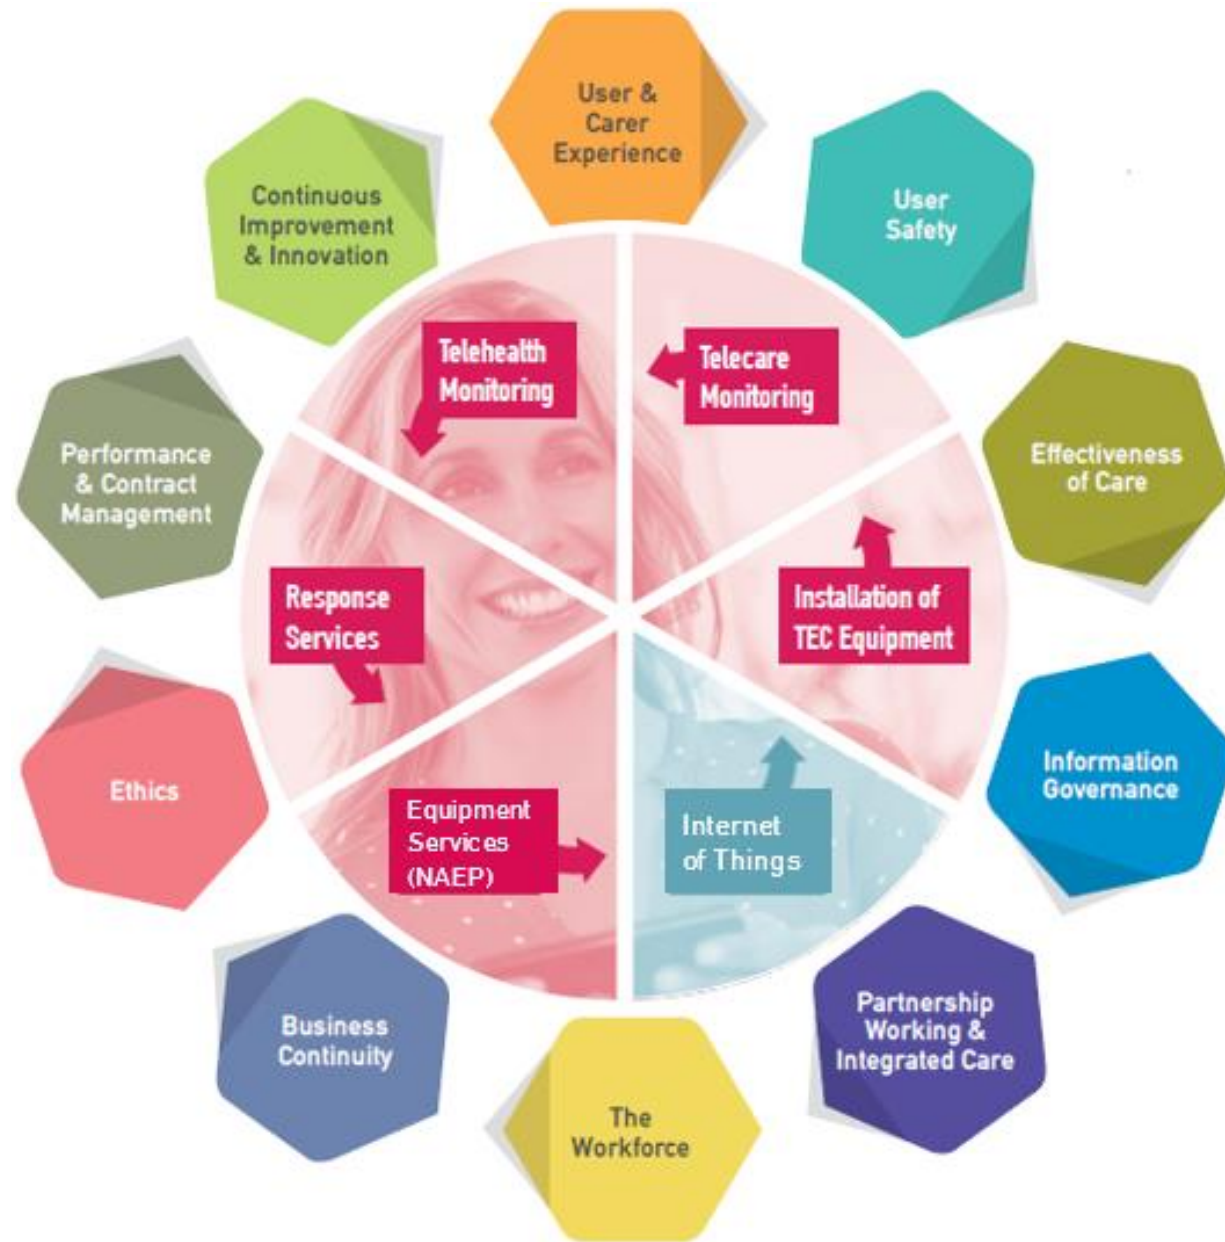 User &
Carer
Experience
User
Safety
Effectiveness
of Care
Information
Governance
Partnership
Working &
Integrated Care
The
Workforce
Business
Continuity
Ethics
Performance
& Contract
Management
Continuous
Improvement
& Innovation
Telehealth
Monitoring
Telecare
Monitoring
Installation of
TEC Equipment
Internet
of Things
Equipment
Services
(NAEP)
Response
Services